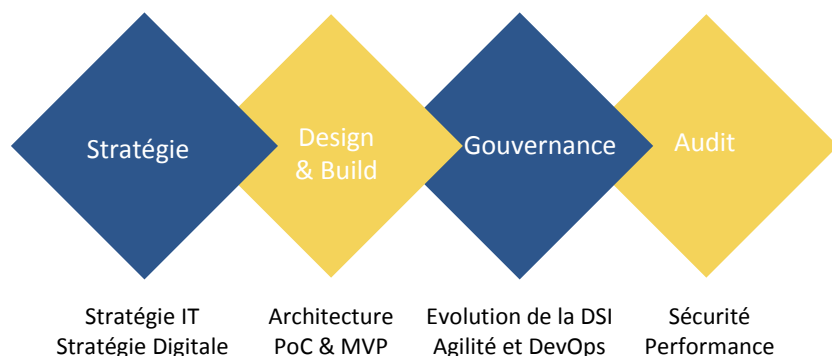 Stratégie
Design
& Build
Gouvernance
Audit
Stratégie IT
Stratégie Digitale
Architecture
PoC & MVP
Evolution de la DSI
Agilité et DevOps
Sécurité
Performance